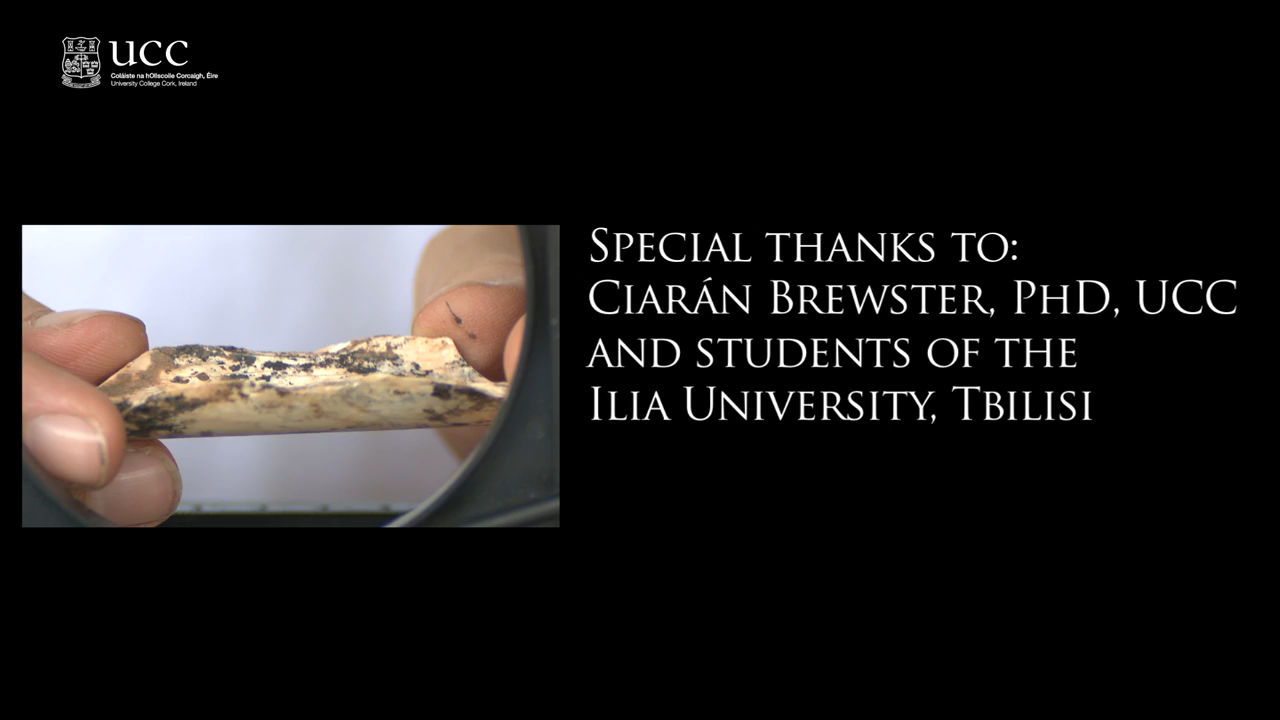 UCC
Coláiste na hOllscoile Corcaigh, Éire
University College Cork, Ireland
Special thanks to:
Ciarán Brewster, PhD, UCC
and students of the
Ilia University, Tbilisi